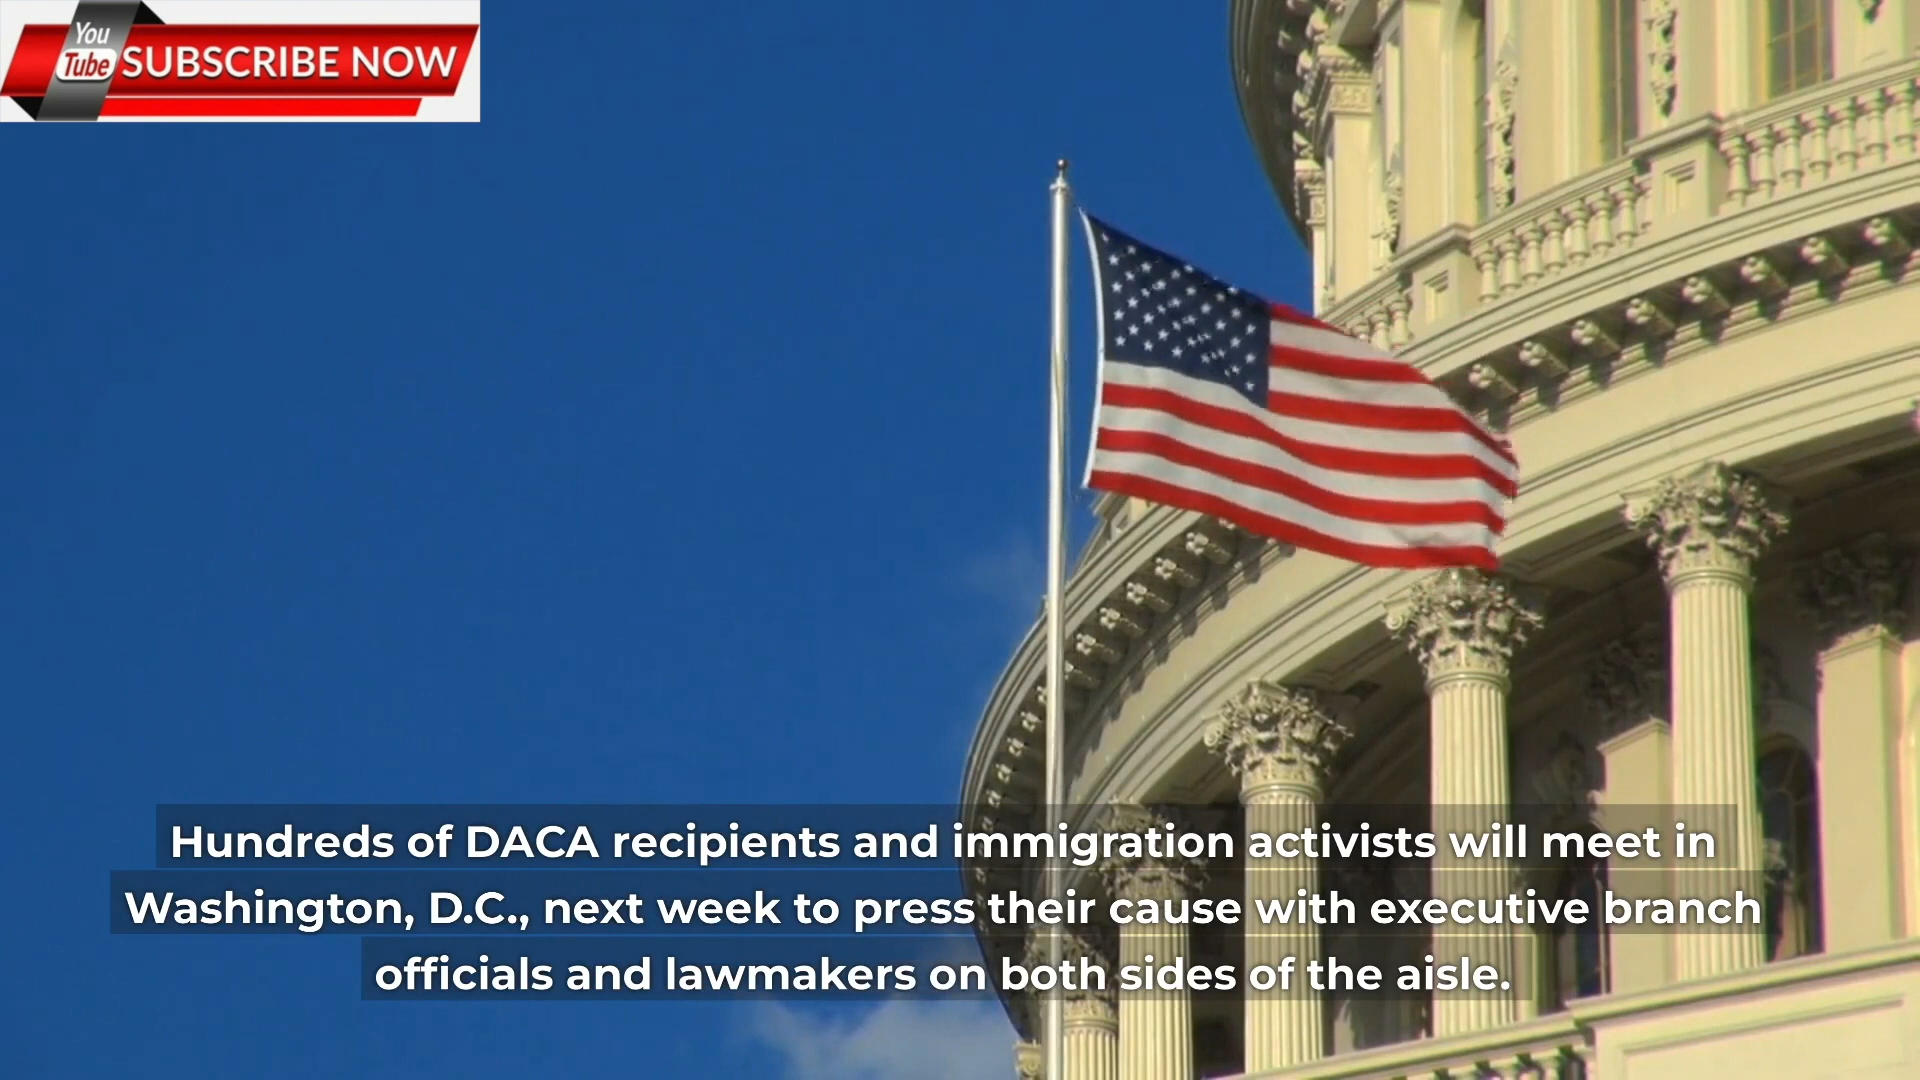 You
Tube SUBSCRIBE NOW
Hundreds of DACA recipients and immigration activists will meet in
Washington, D.C., next week to press their cause with executive branch
officials and lawmakers on both sides of the aisle.